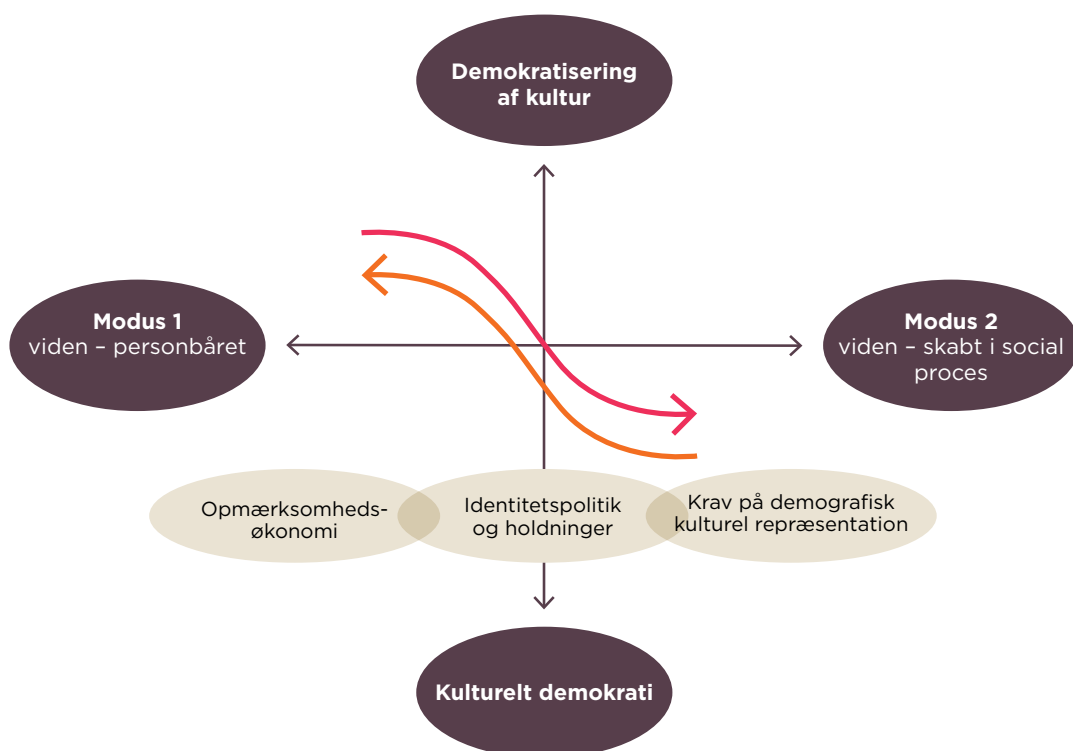 Demokratisering
af kultur
Modus 1
viden – personbåret
Modus 2
viden – skabt i social
proces
Opmærksomheds-
økonomi
Identitetspolitik
og holdninger
Krav på demografisk
kulturel repræsentation
Kulturelt demokrati